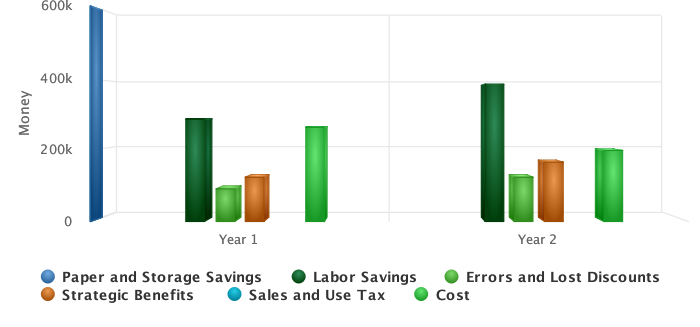 600k
400k
200k
0
Money
Year 1 Year 2
Paper and Storage Savings Labor Savings Errors and Lost Discounts
Strategic Benefits Sales and Use Tax Cost